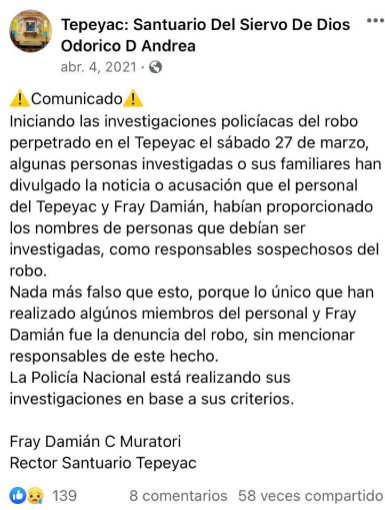 Tepeyac: Santuario Del Siervo De Dios
Odorico D Andrea
abr. 4, 2021 ·
⚠️Comunicado⚠️
Iniciando las investigaciones policíacas del robo
perpetrado en el Tepeyac el sábado 27 de marzo,
algunas personas investigadas o sus familiares han
divulgado la noticia o acusación que el personal
del Tepeyac y Fray Damián, habían proporcionado
los nombres de personas que debían ser
investigadas, como responsables sospechosos del
robo.
Nada más falso que esto, porque lo único que han
realizado algúnos miembros del personal y Fray
Damián fue la denuncia del robo, sin mencionar
responsables de este hecho.
La Policía Nacional está realizando sus
investigaciones en base a sus criterios.
Fray Damián C Muratori
Rector Santuario Tepeyac
139 8 comentarios 58 veces compartido